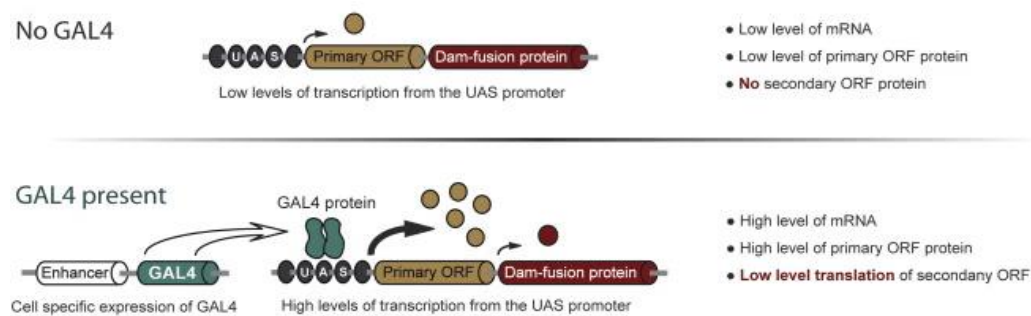 No GAL4
U A S
Primary ORF
Dam-fusion protein
Low levels of transcription from the UAS promoter
● Low level of mRNA
● Low level of primary ORF protein
● No secondary ORF protein
GAL4 present
GAL4 protein
Enhancer
GAL4
U A S
Primary ORF
Dam-fusion protein
Cell specific expression of GAL4
High levels of transcription from the UAS promoter
● High level of mRNA
● High level of primary ORF protein
● Low level translation of secondany ORF